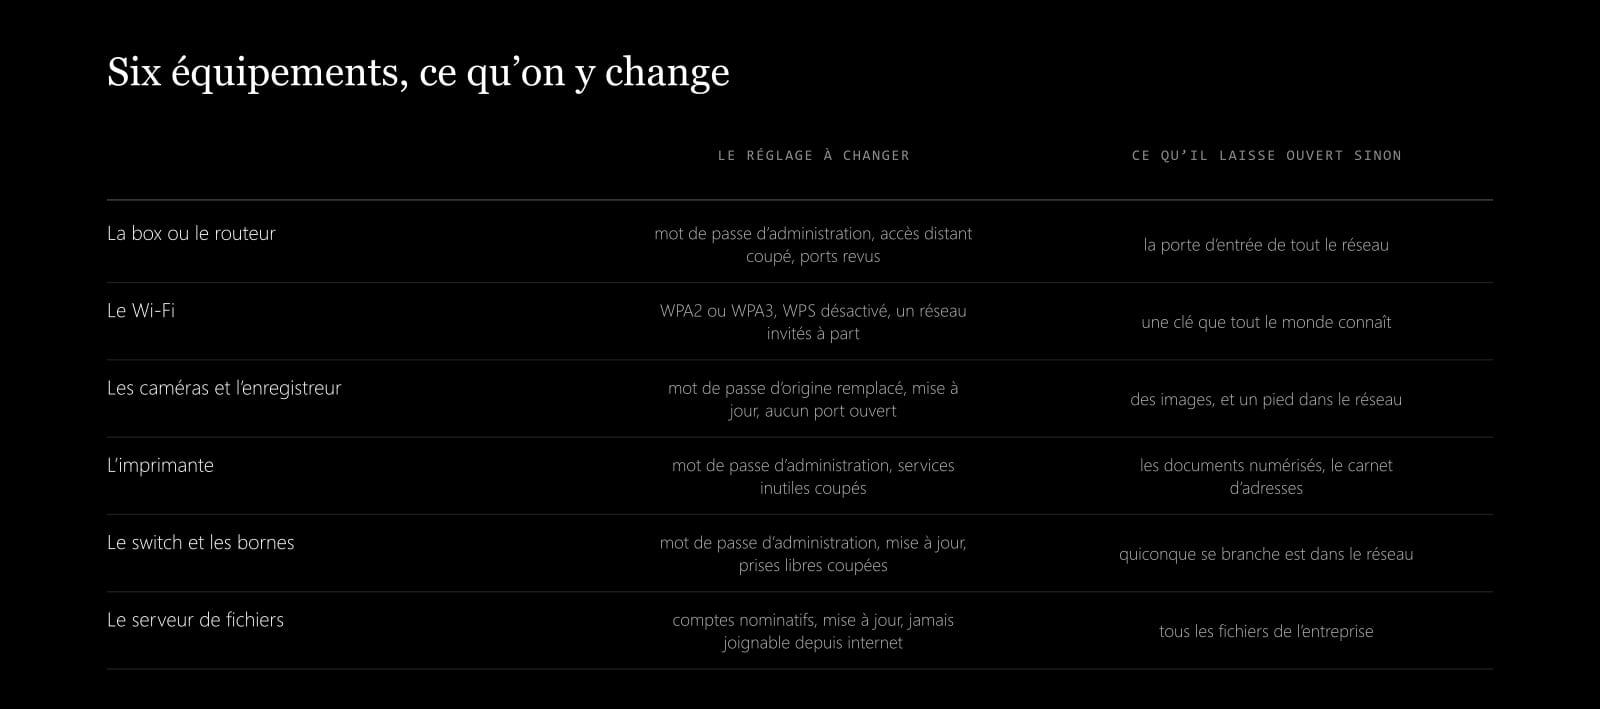 Six équipements, ce qu’on y change
LE RÉGLAGE À CHANGER
CE QU’IL LAISSE OUVERT SINON
La box ou le routeur
mot de passe d’administration, accès distant
coupé, ports revus
la porte d’entrée de tout le réseau
Le Wi-Fi
WPA2 ou WPA3, WPS désactivé, un réseau
invités à part
une clé que tout le monde connaît
Les caméras et l’enregistreur
mot de passe d’origine remplacé, mise à
jour, aucun port ouvert
des images, et un pied dans le réseau
L’imprimante
mot de passe d’administration, services
inutiles coupés
les documents numérisés, le carnet
d’adresses
Le switch et les bornes
mot de passe d’administration, mise à jour,
prises libres coupées
quiconque se branche est dans le réseau
Le serveur de fichiers
comptes nominatifs, mise à jour, jamais
joignable depuis internet
tous les fichiers de l’entreprise